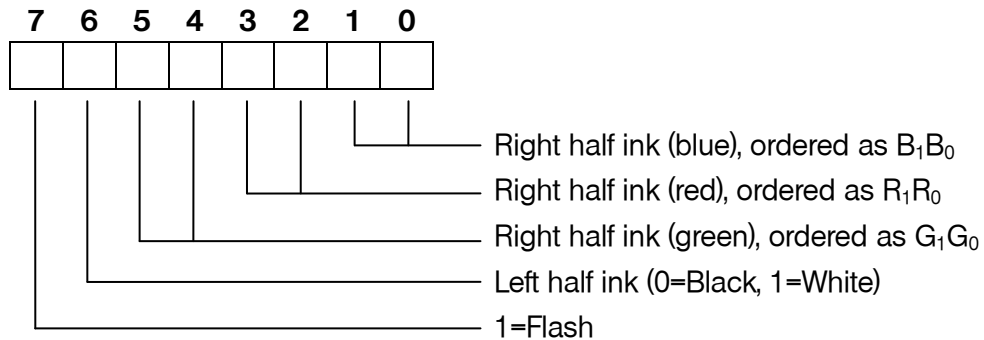 7 6 5 4 3 2 1 0
Right half ink (blue), ordered as B₁B₀
Right half ink (red), ordered as R₁R₀
Right half ink (green), ordered as G₁G₀
Left half ink (0=Black, 1=White)
1=Flash